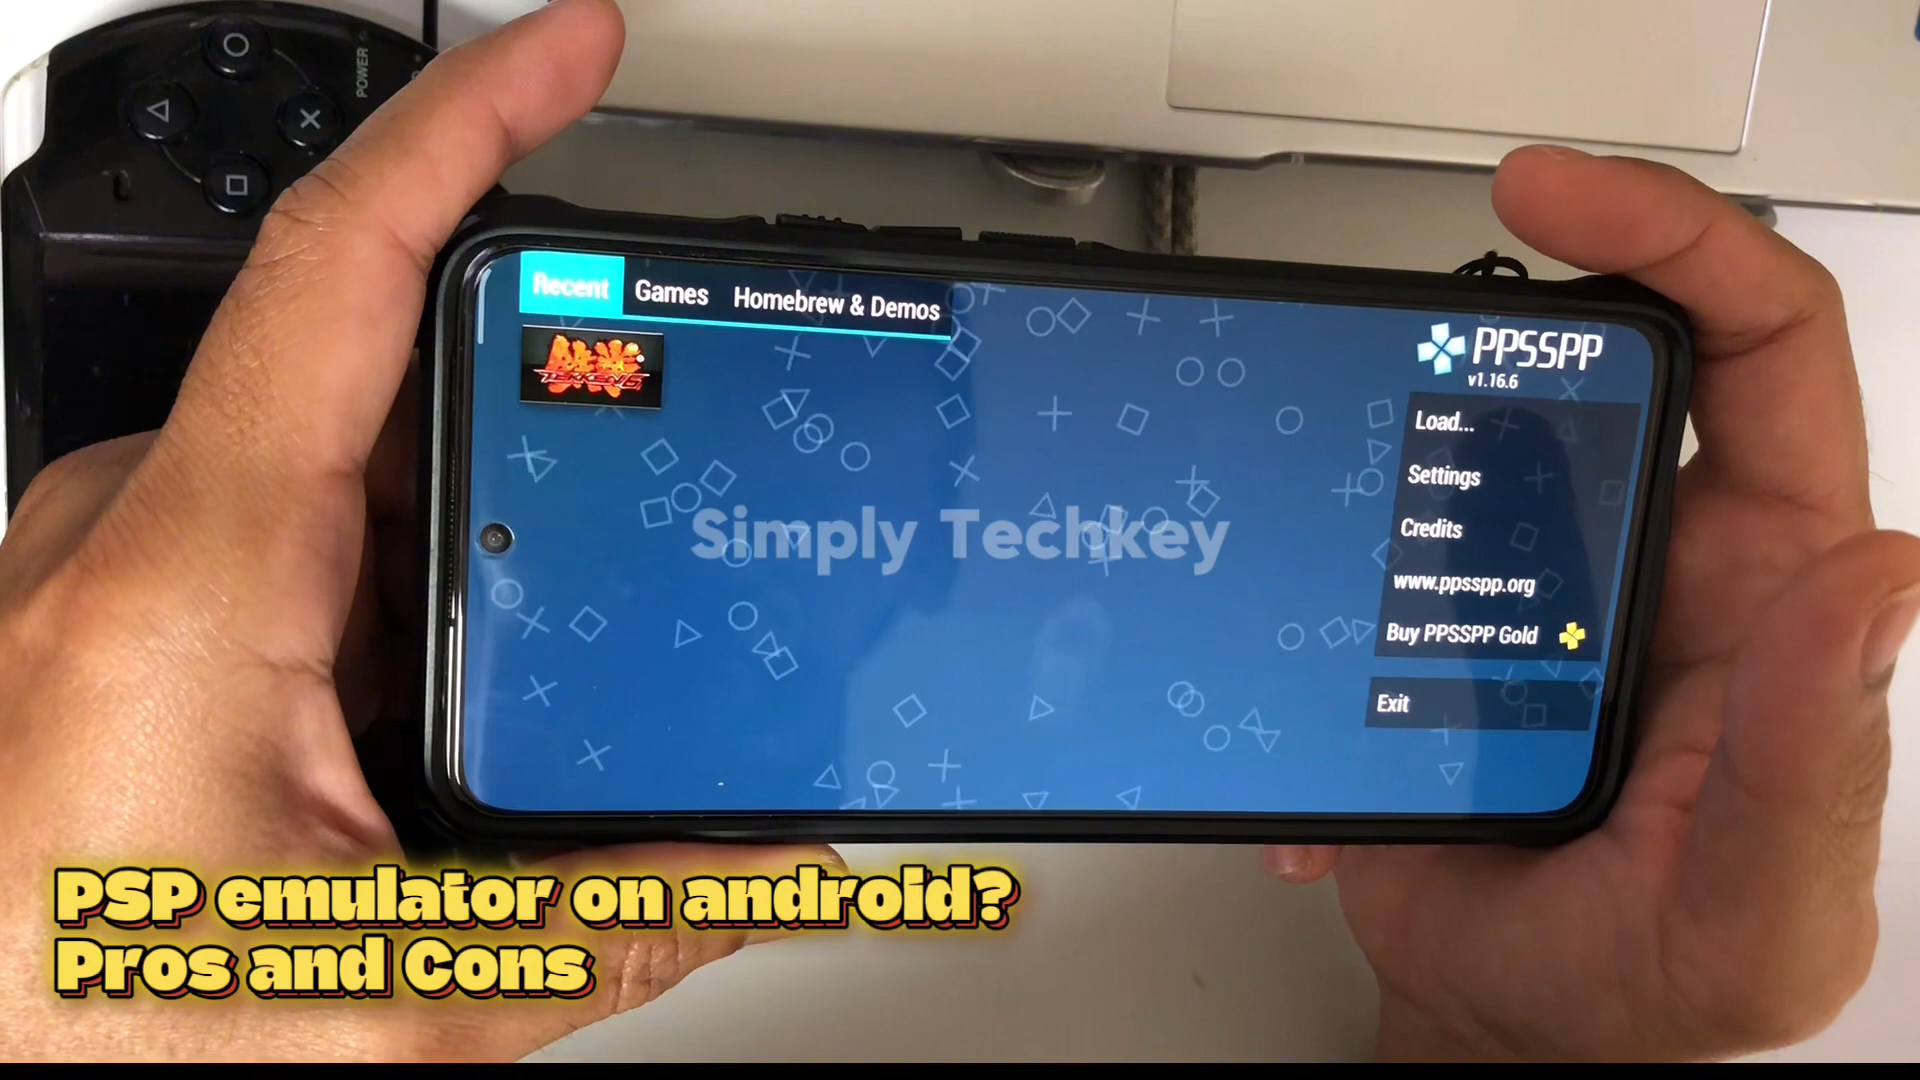 POWER
Recent Games Homebrew & Demos
TEKKEN 6
PPSSPP
v1.16.6
Load...
Settings
Credits
www.ppsspp.org
Buy PPSSPP Gold
Exit
Simply Techkey
PSP emulator on android?
Pros and Cons